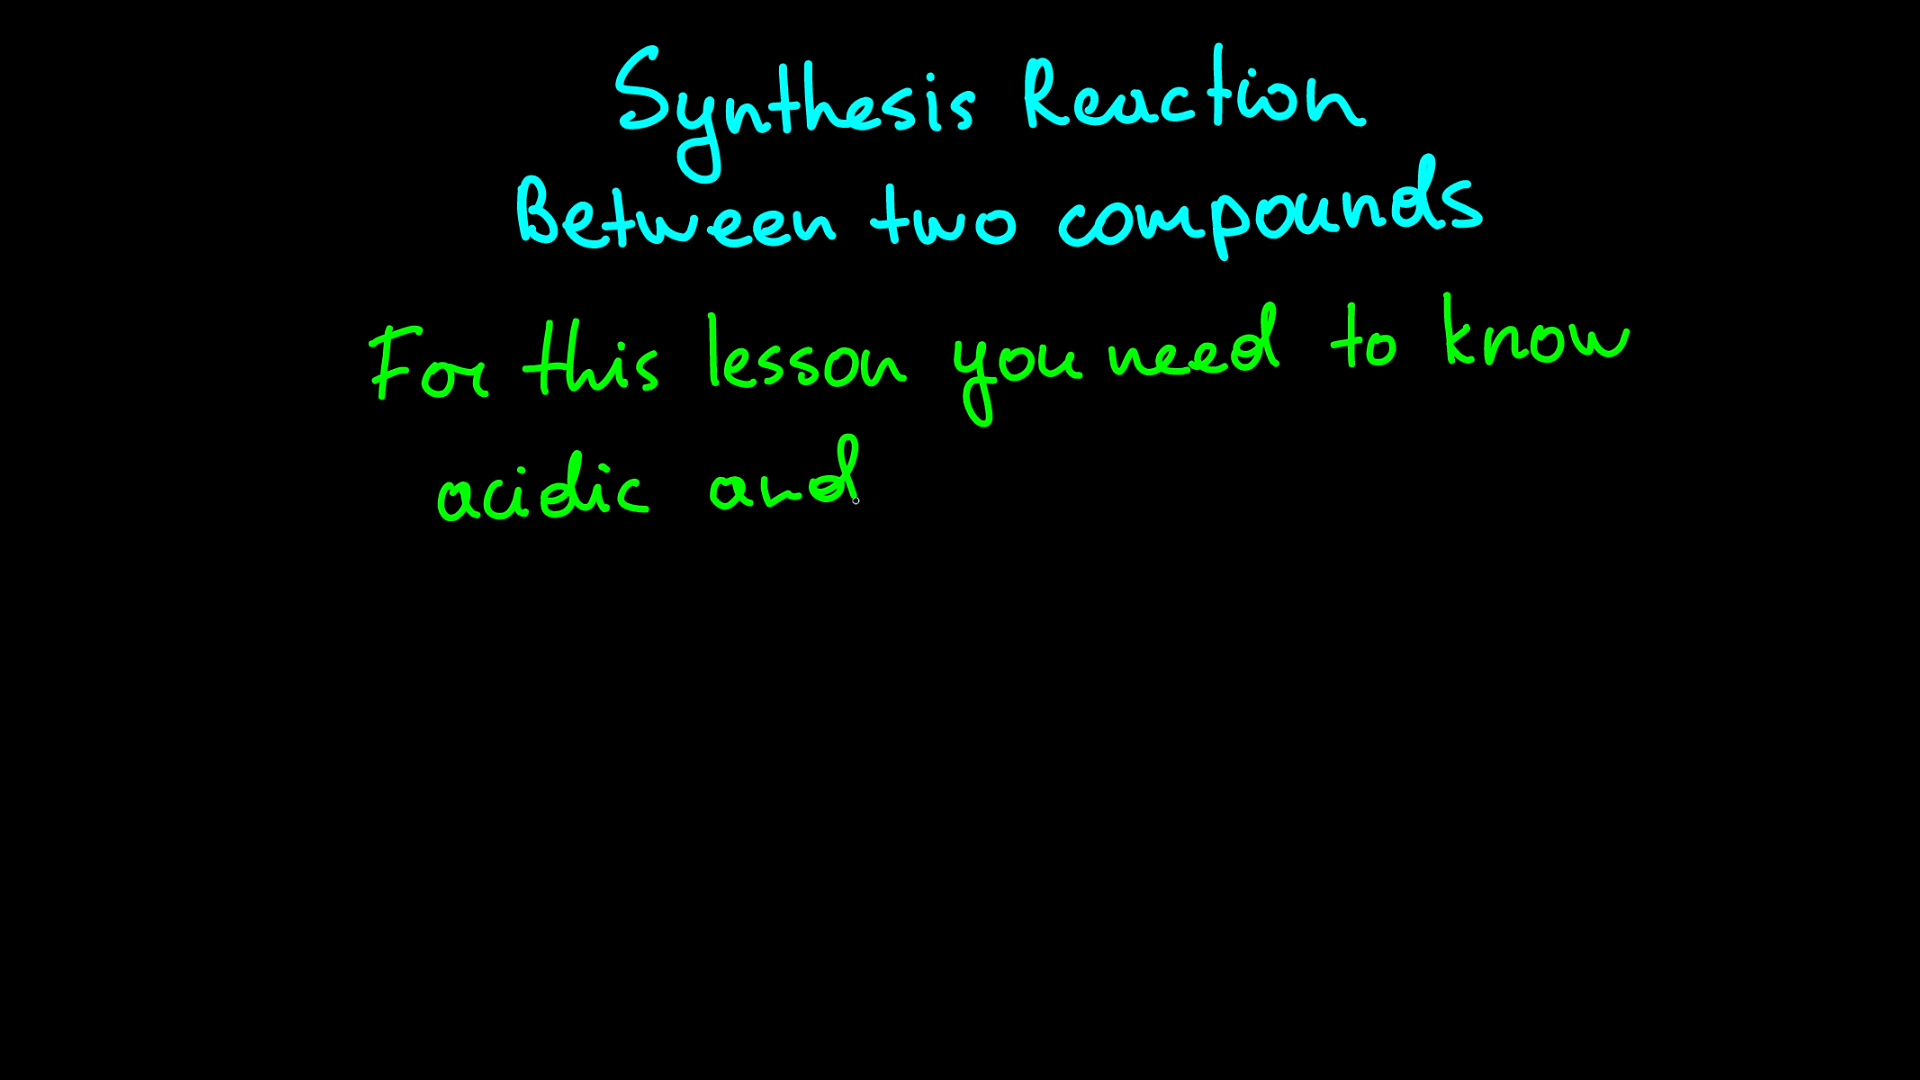 Synthesis Reaction
Between two compounds
For this lesson you need to know
acidic and